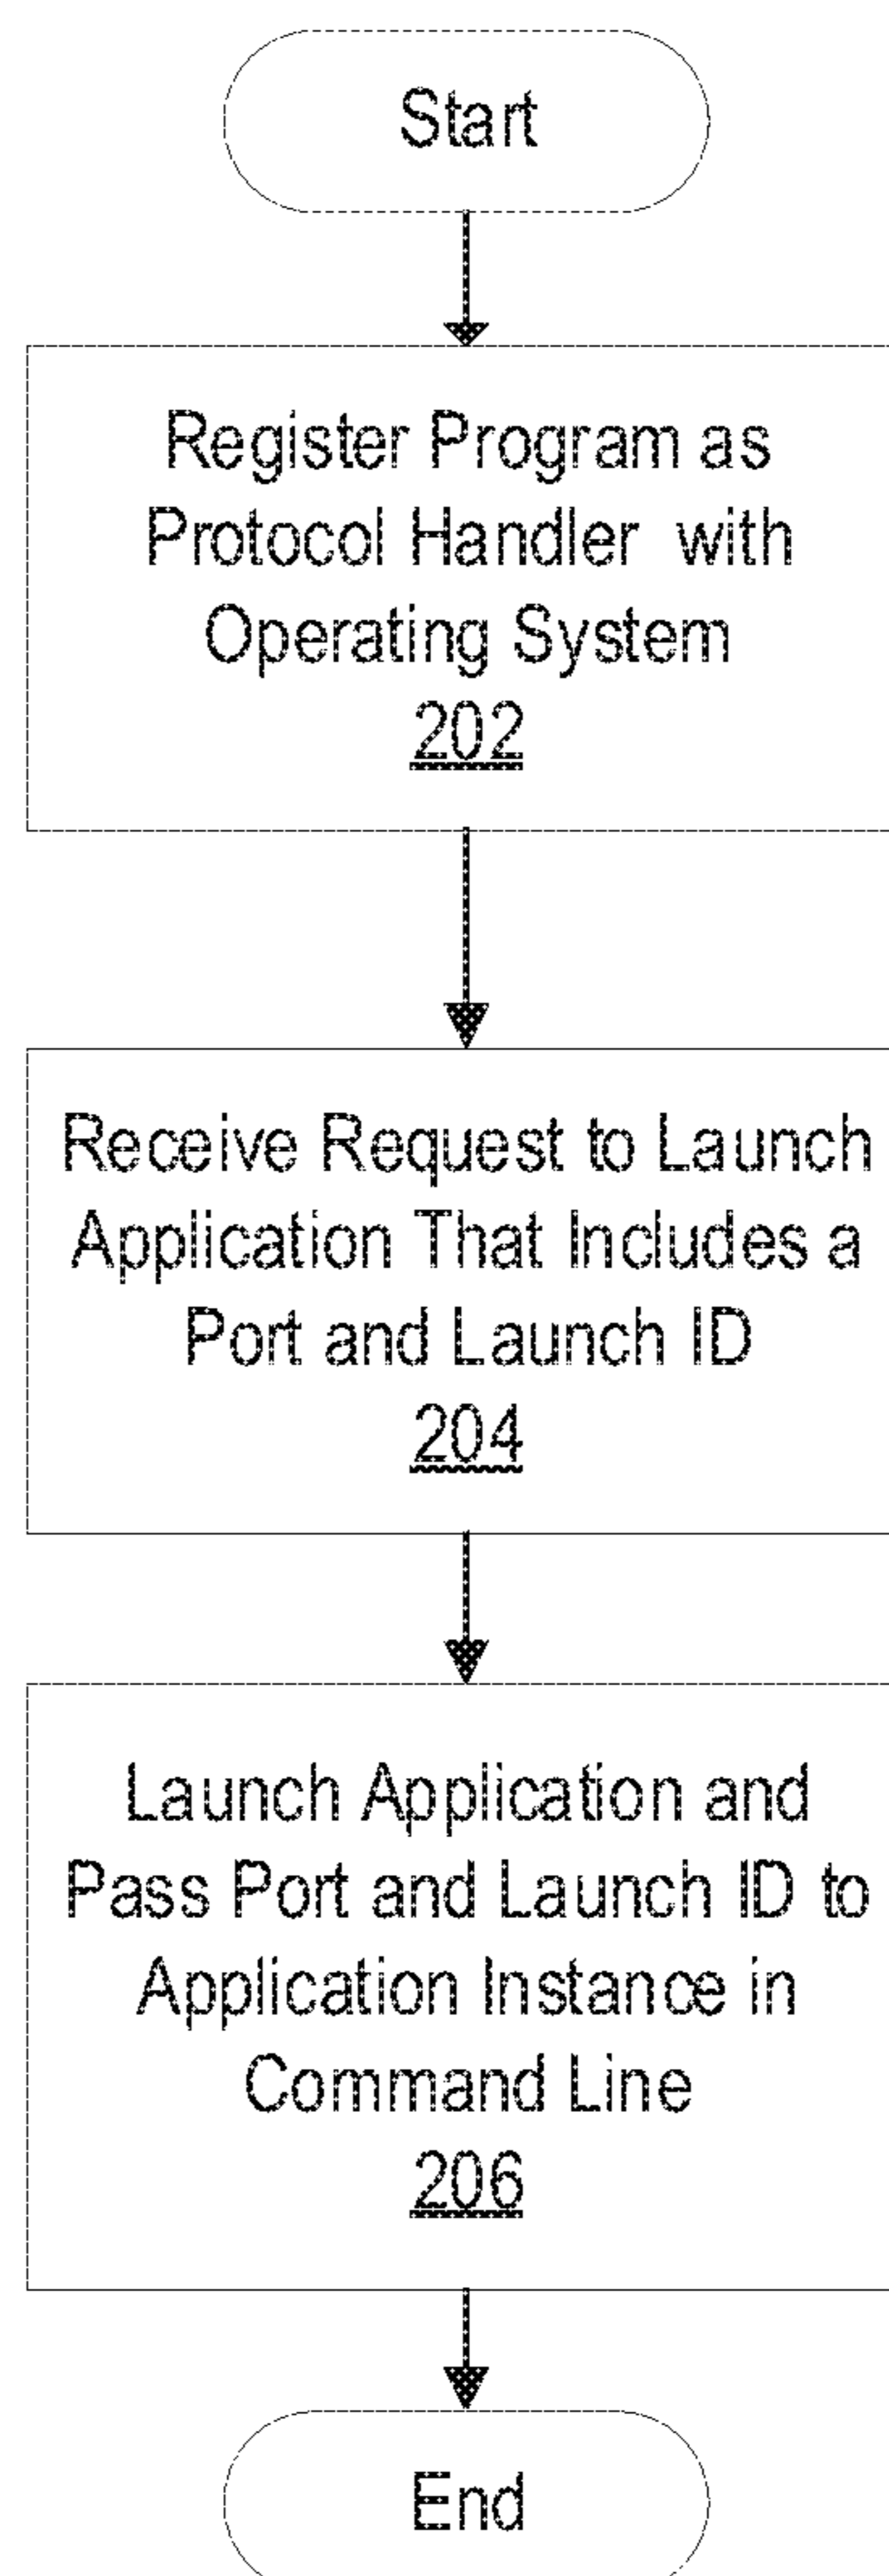 Start
Register Program as
Protocol Handler with
Operating System
202
Receive Request to Launch
Application That Includes a
Port and Launch ID
204
Launch Application and
Pass Port and Launch ID to
Application Instance in
Command Line
206
End